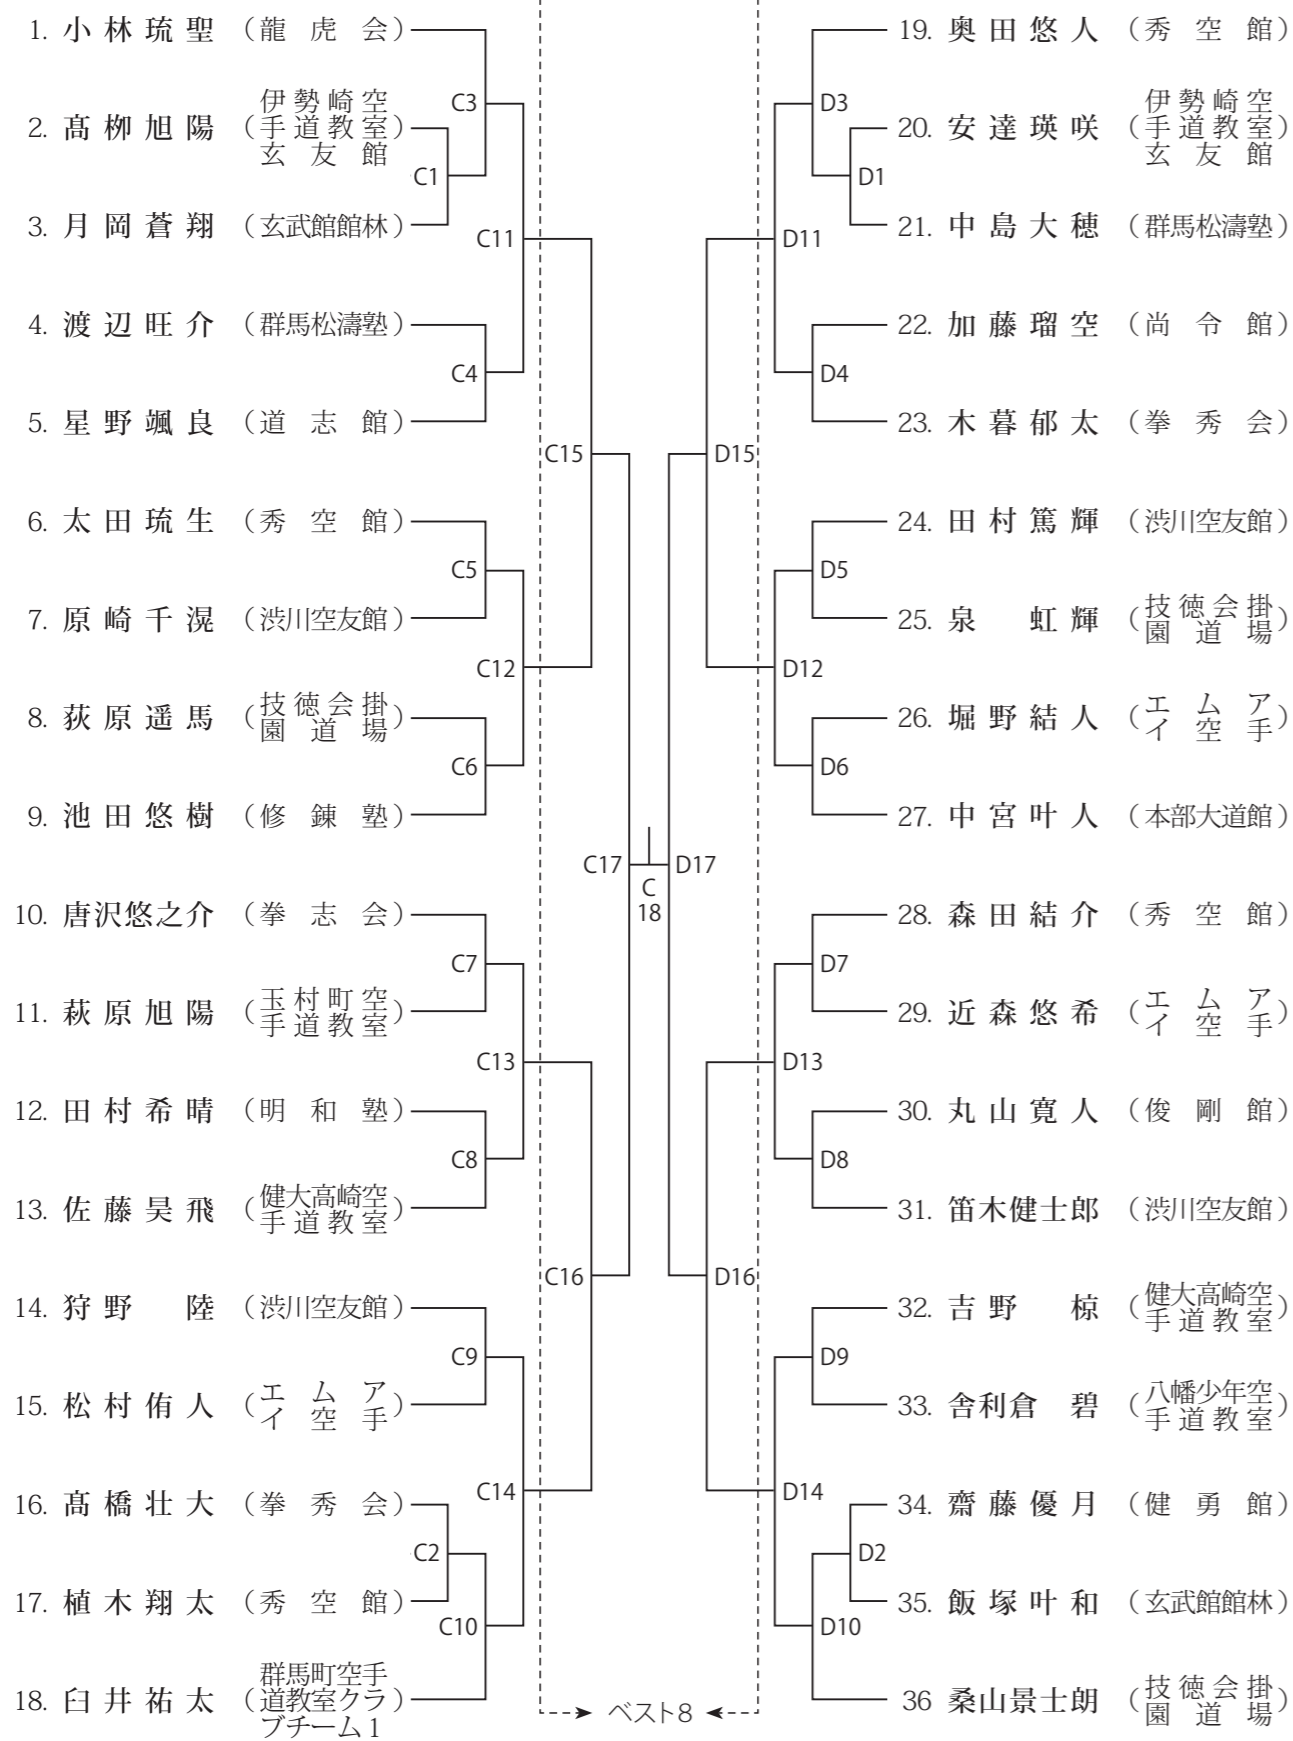 1. 小林琉聖 （龍虎会）
2. 髙栁旭陽 （伊勢崎空
手道教室
玄友館）
C3
C1
3. 月岡蒼翔 （玄武館館林）
C11
4. 渡辺旺介 （群馬松濤塾）
C4
5. 星野颯良 （道志館）
C15
6. 太田琉生 （秀空館）
C5
7. 原崎千滉 （渋川空友館）
C12
8. 荻原遥馬 （技徳会掛
園道場）
C6
9. 池田悠樹 （修錬塾）
C17
10. 唐沢悠之介 （拳志会）
C7
11. 萩原旭陽 （玉村町空
手道教室）
C13
12. 田村希晴 （明和塾）
C8
13. 佐藤昊飛 （健大高崎空
手道教室）
C16
14. 狩野 陸 （渋川空友館）
C9
15. 松村侑人 （エムア
イ空手）
C14
16. 髙橋壮大 （拳秀会）
C2
17. 植木翔太 （秀空館）
C10
18. 臼井祐太 （群馬町空手
道教室クラ
ブチーム1）
C
18
19. 奥田悠人 （秀空館）
D3
20. 安達瑛咲 （伊勢崎空
手道教室
玄友館）
D1
21. 中島大穂 （群馬松濤塾）
D11
22. 加藤瑠空 （尚令館）
D4
23. 木暮郁太 （拳秀会）
D15
24. 田村篤輝 （渋川空友館）
D5
25. 泉 虹輝 （技徳会掛
園道場）
D12
26. 堀野結人 （エムア
イ空手）
D6
27. 中宮叶人 （本部大道館）
D17
28. 森田結介 （秀空館）
D7
29. 近森悠希 （エムア
イ空手）
D13
30. 丸山寛人 （俊剛館）
D8
31. 笛木健士郎 （渋川空友館）
D16
32. 吉野 椋 （健大高崎空
手道教室）
D9
33. 舎利倉 碧 （八幡少年空
手道教室）
D14
34. 齋藤優月 （健勇館）
D2
35. 飯塚叶和 （玄武館館林）
D10
36 桑山景士朗 （技徳会掛
園道場）
ベスト8